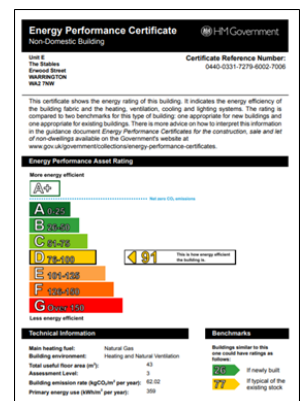 Energy Performance Certificate
HM Government
Non-Domestic Building
Unit E
The Stables
Erwood Street
WARRINGTON
WA2 7NW
Certificate Reference Number:
0440-0331-7279-6002-7006
This certificate shows the energy rating of this building. It indicates the energy efficiency of
the building fabric and the heating, ventilation, cooling and lighting systems. The rating is
compared to two benchmarks for this type of building: one appropriate for new buildings and
one appropriate for existing buildings. There is more advice on how to interpret this information
in the guidance document Energy Performance Certificates for the construction, sale and let
of non-dwellings available on the Government's website at
www.gov.uk/government/collections/energy-performance-certificates.
Energy Performance Asset Rating
More energy efficient
A+
Net zero CO₂ emissions
A 0-25
B 26-50
C 51-75
D 76-100
91
This is how energy efficient
the building is.
E 101-125
F 126-150
G Over 150
Less energy efficient
Technical Information
Main heating fuel: Natural Gas
Building environment: Heating and Natural Ventilation
Total useful floor area (m²): 43
Assessment Level: 3
Building emission rate (kgCO₂/m² per year): 62.02
Primary energy use (kWh/m² per year): 359
Benchmarks
Buildings similar to this
one could have ratings as
follows:
26 If newly built
77 If typical of the
existing stock